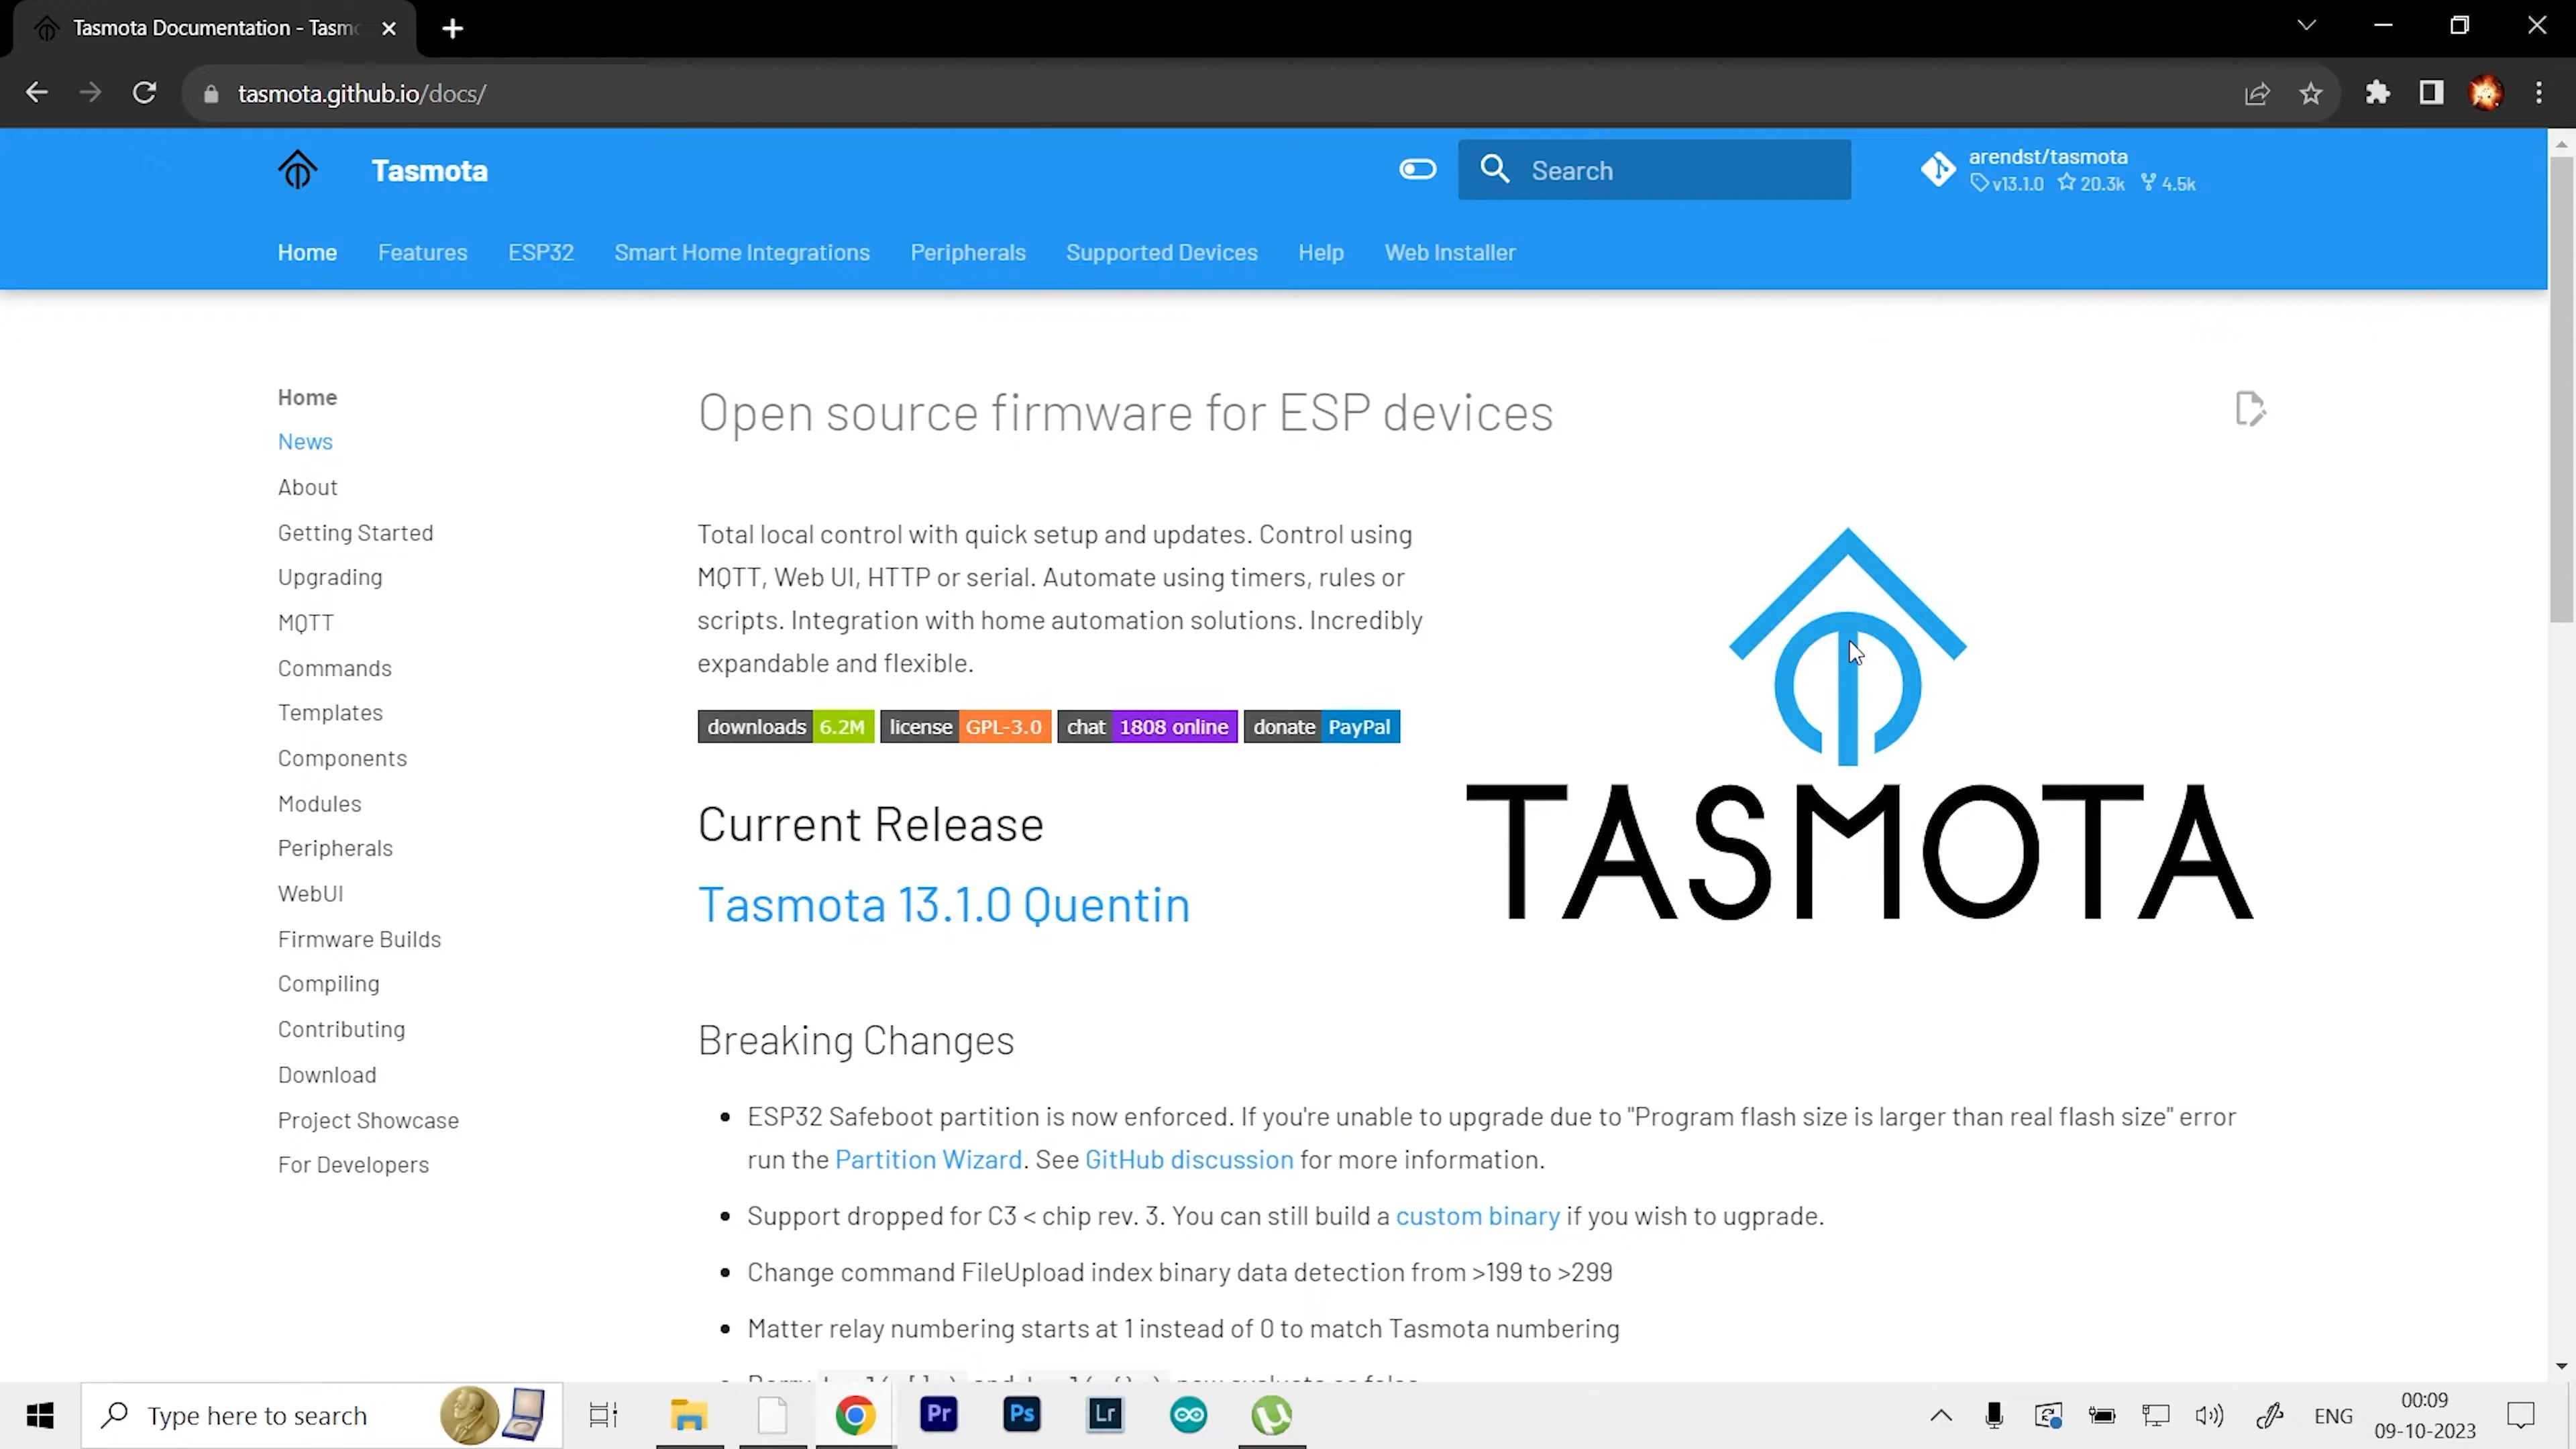 Tasmota Documentation - Tasm
tasmota.github.io/docs/
Tasmota
Search
arendst/tasmota
v13.1.0 20.3k 4.5k
Home Features ESP32 Smart Home Integrations Peripherals Supported Devices Help Web Installer
Home
News
About
Getting Started
Upgrading
MQTT
Commands
Templates
Components
Modules
Peripherals
WebUI
Firmware Builds
Compiling
Contributing
Download
Project Showcase
For Developers
Open source firmware for ESP devices
Total local control with quick setup and updates. Control using
MQTT, Web UI, HTTP or serial. Automate using timers, rules or
scripts. Integration with home automation solutions. Incredibly
expandable and flexible.
downloads 6.2M license GPL-3.0 chat 1808 online donate PayPal
TASMOTA
Current Release
Tasmota 13.1.0 Quentin
Breaking Changes
ESP32 Safeboot partition is now enforced. If you're unable to upgrade due to "Program flash size is larger than real flash size" error
run the Partition Wizard. See GitHub discussion for more information.
Support dropped for C3 < chip rev. 3. You can still build a custom binary if you wish to ugprade.
Change command FileUpload index binary data detection from >199 to >299
Matter relay numbering starts at 1 instead of 0 to match Tasmota numbering
Type here to search
Pr
Ps
Lr
ENG
00:09
09-10-2023